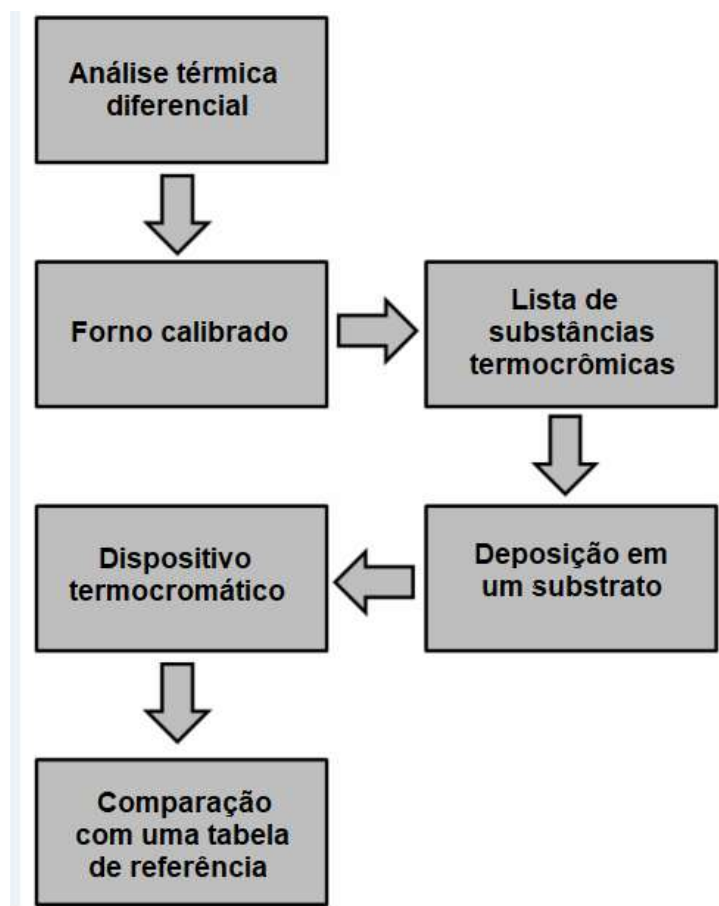 Análise térmica
diferencial
Forno calibrado
Lista de
substâncias
termocrômicas
Deposição em
um substrato
Dispositivo
termocromático
Comparação
com uma tabela
de referência